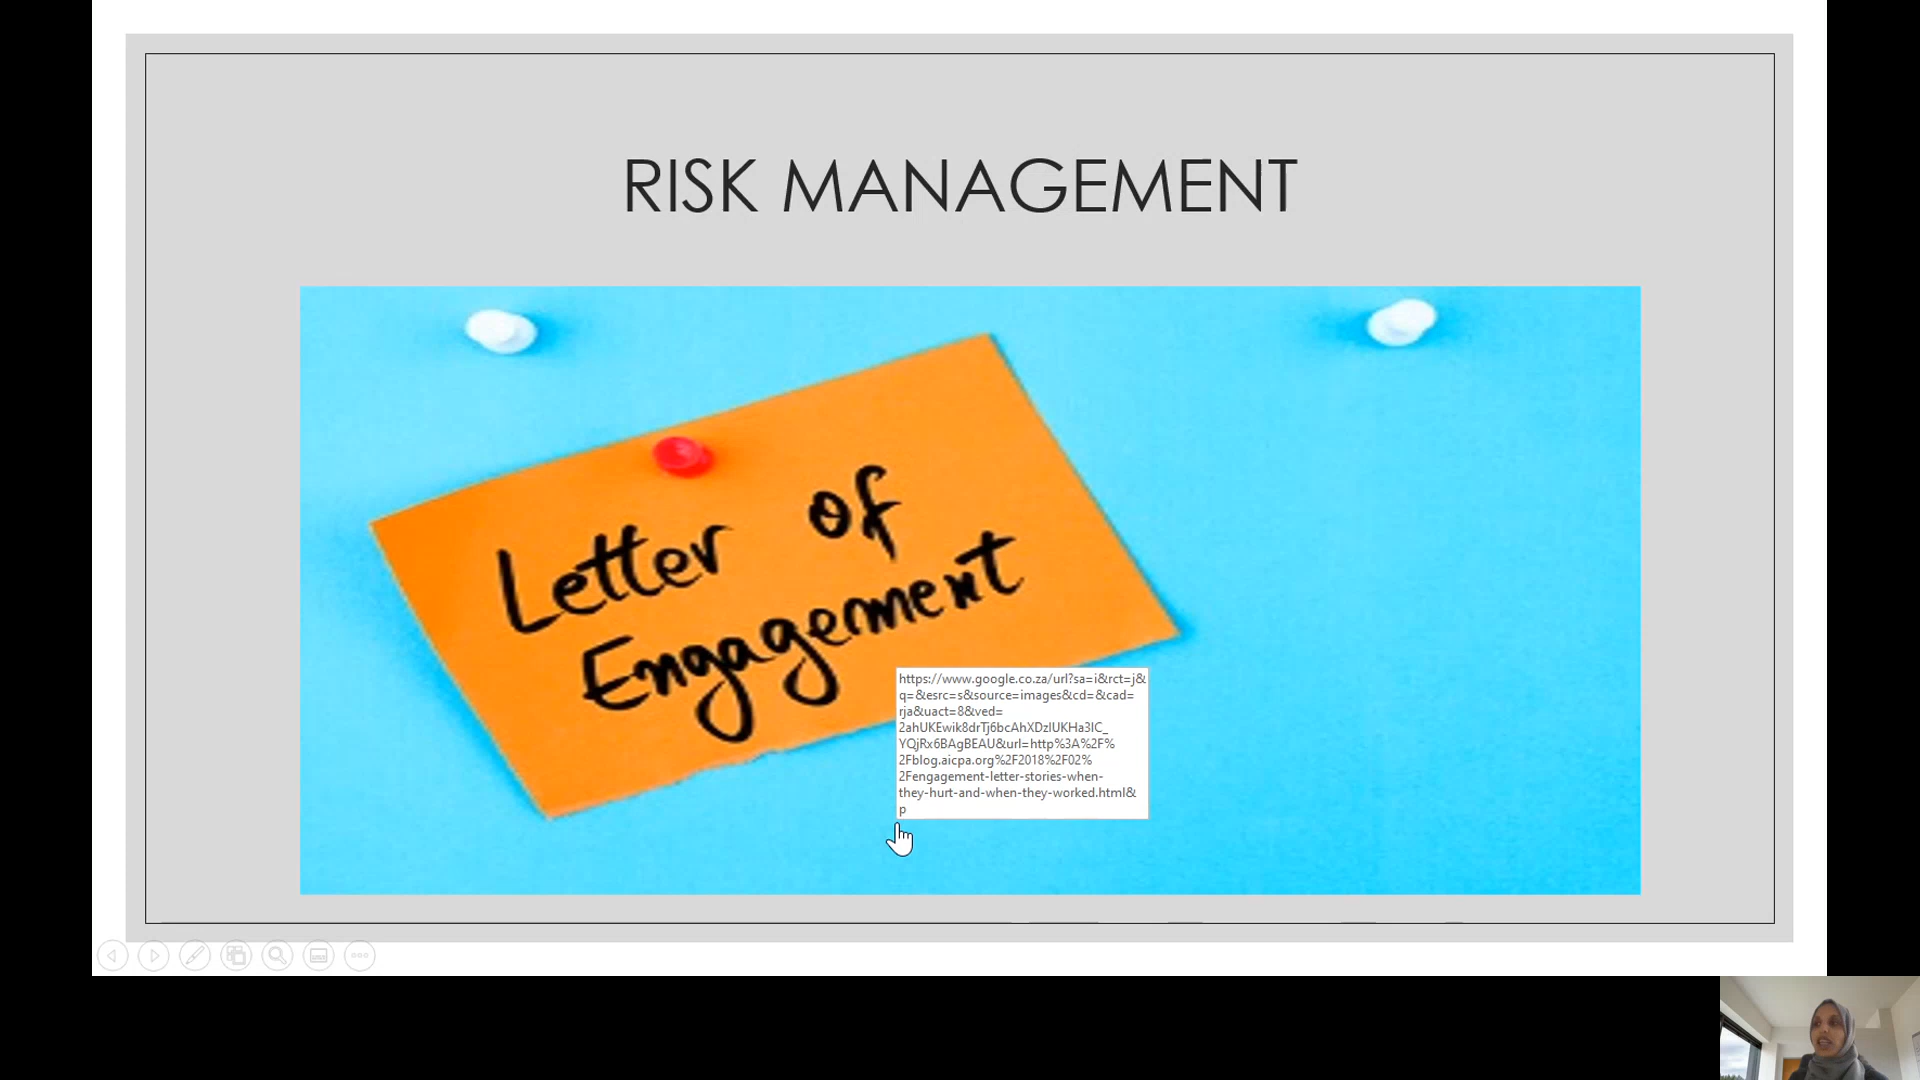 RISK MANAGEMENT
Letter of
Engagement
https://www.google.co.za/url?sa=i&rct=j&
q=&esrc=s&source=images&cd=&cad=
rja&uact=8&ved=
2ahUKEwik8drTj6bcAhXDzIUKHa3IC_
YQjRx6BAgBEAU&url=http%3A%2F%
2Fblog.aicpa.org%2F2018%2F02%
2Fengagement-letter-stories-when-
they-hurt-and-when-they-worked.html&
p